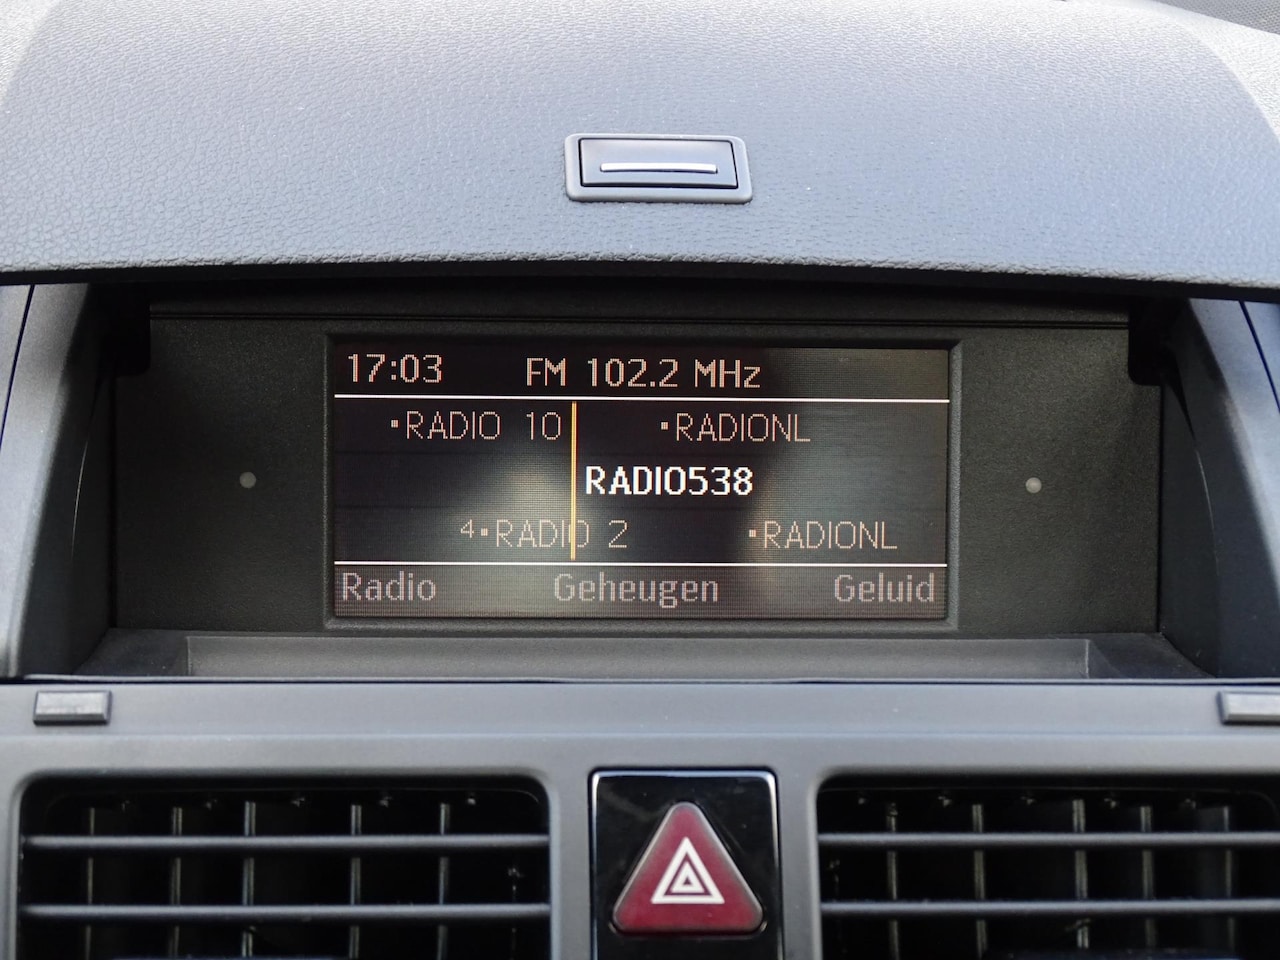 17:03 FM 102.2 MHz
RADIO 10 RADIONL
RADIO538
4 RADIO 2 RADIONL
Radio Geheugen Geluid